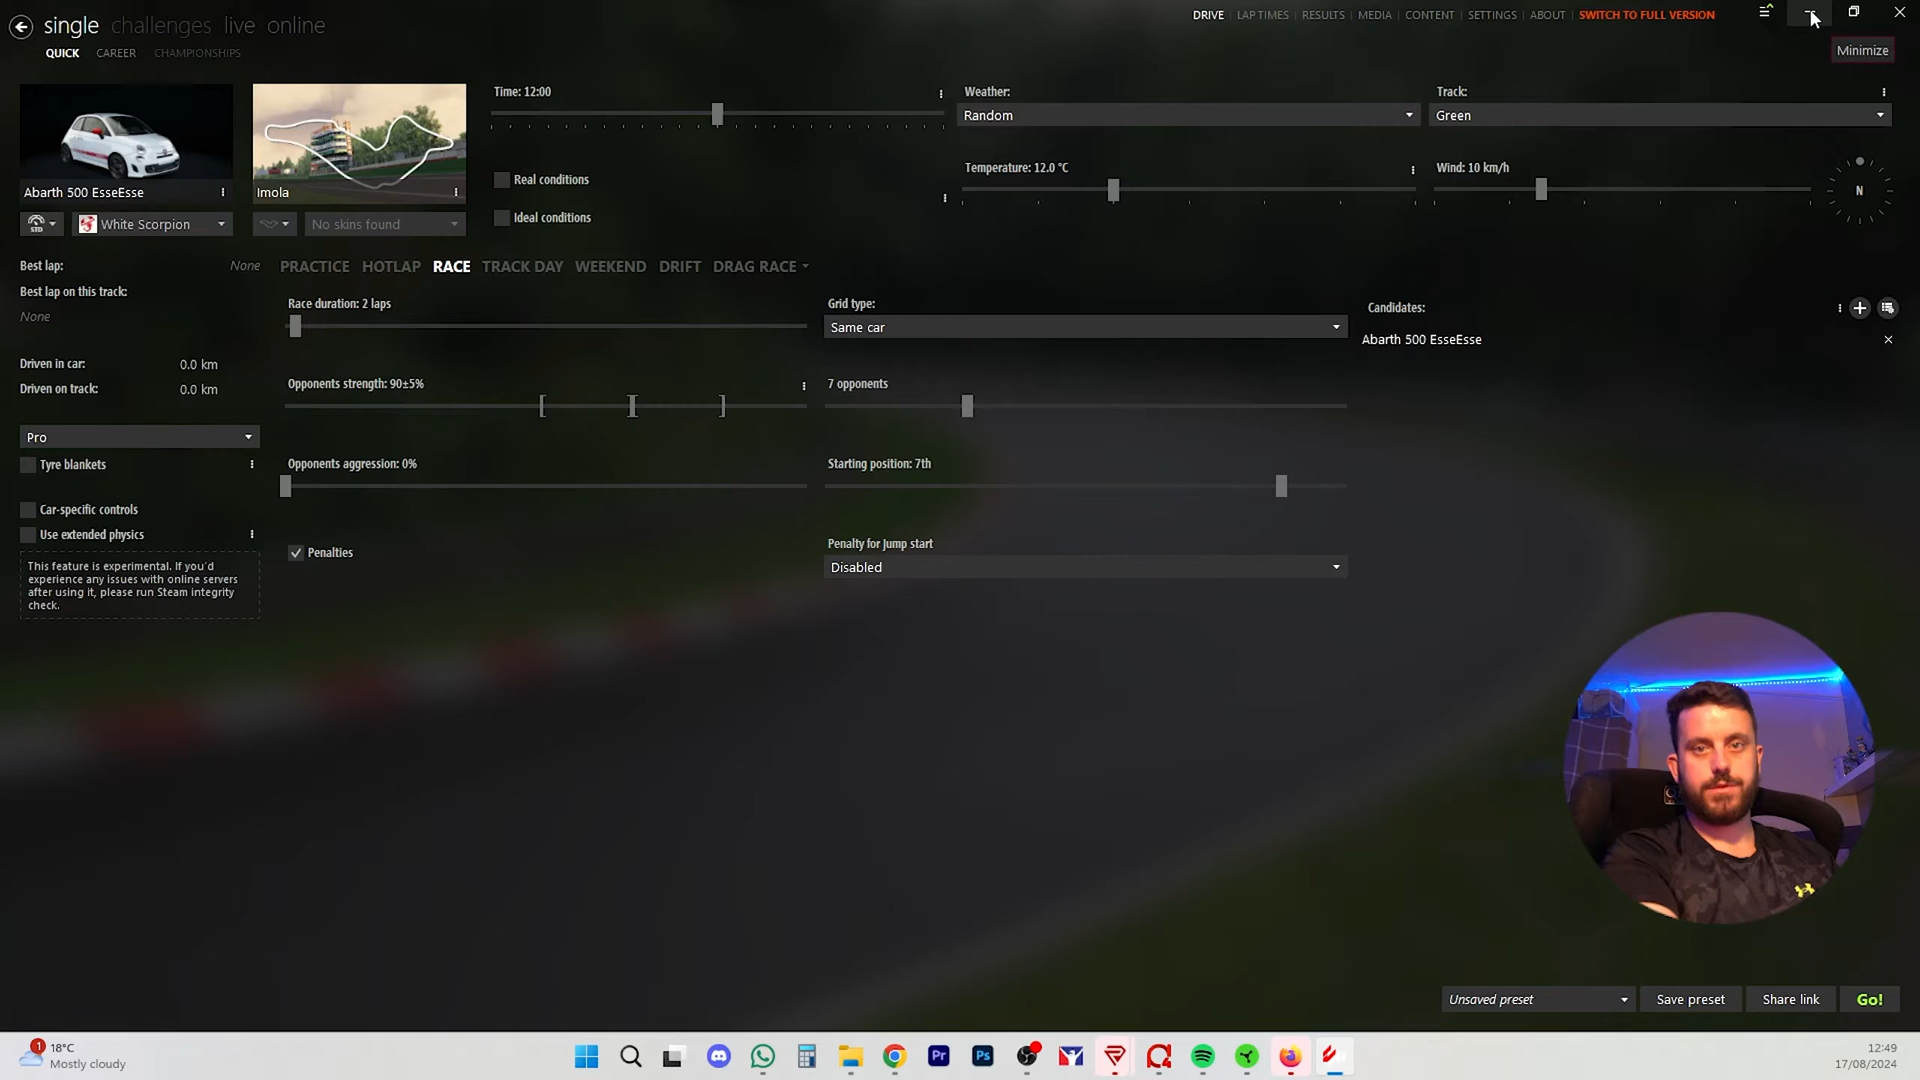 single challenges live online
DRIVE | LAP TIMES | RESULTS | MEDIA | CONTENT | SETTINGS | ABOUT | SWITCH TO FULL VERSION
Minimize
QUICK CAREER CHAMPIONSHIPS
Time: 12:00
Weather:
Track:
Random
Green
Real conditions
Temperature: 12.0 °C
Wind: 10 km/h
N
Abarth 500 EsseEsse
Imola
Ideal conditions
STD
White Scorpion
No skins found
Best lap: None
PRACTICE HOTLAP RACE TRACK DAY WEEKEND DRIFT DRAG RACE
Best lap on this track:
None
Race duration: 2 laps
Grid type:
Candidates:
Same car
Abarth 500 EsseEsse
Driven in car: 0.0 km
Driven on track: 0.0 km
Opponents strength: 90±5%
7 opponents
Pro
Tyre blankets
Opponents aggression: 0%
Starting position: 7th
Car-specific controls
Use extended physics
Penalties
Penalty for jump start
Disabled
This feature is experimental. If you'd
experience any issues with online servers
after using it, please run Steam integrity
check.
Unsaved preset
Save preset
Share link
Go!
1
18°C
Mostly cloudy
Pr
Ps
12:49
17/08/2024